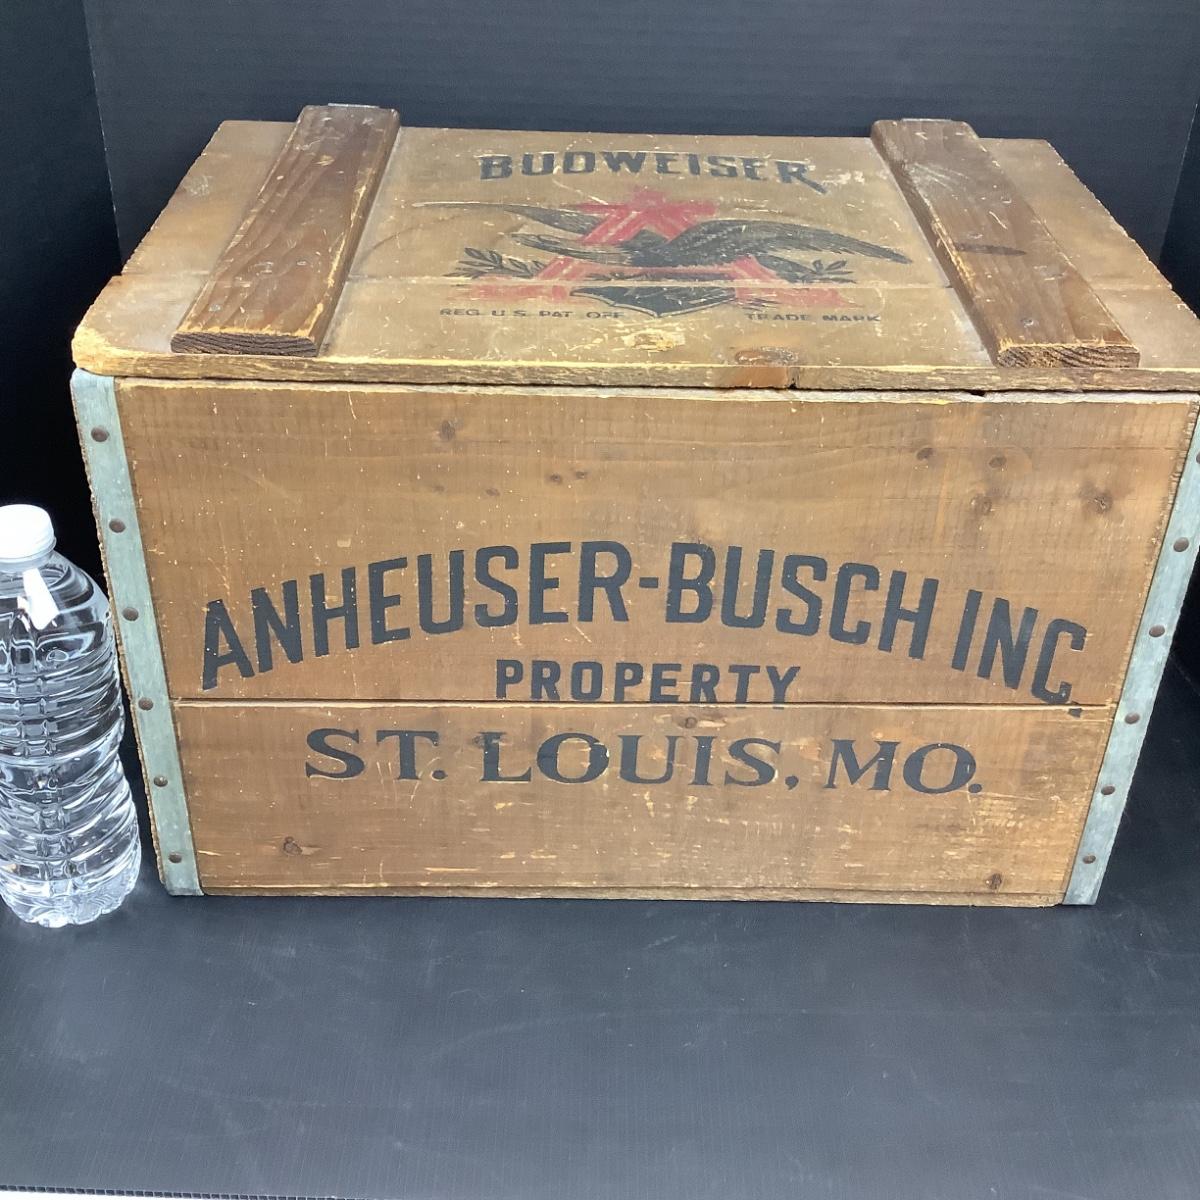 BUDWEISER
REG. U.S. PAT. OFF. TRADE MARK
ANHEUSER-BUSCH INC.
PROPERTY
ST. LOUIS, MO.